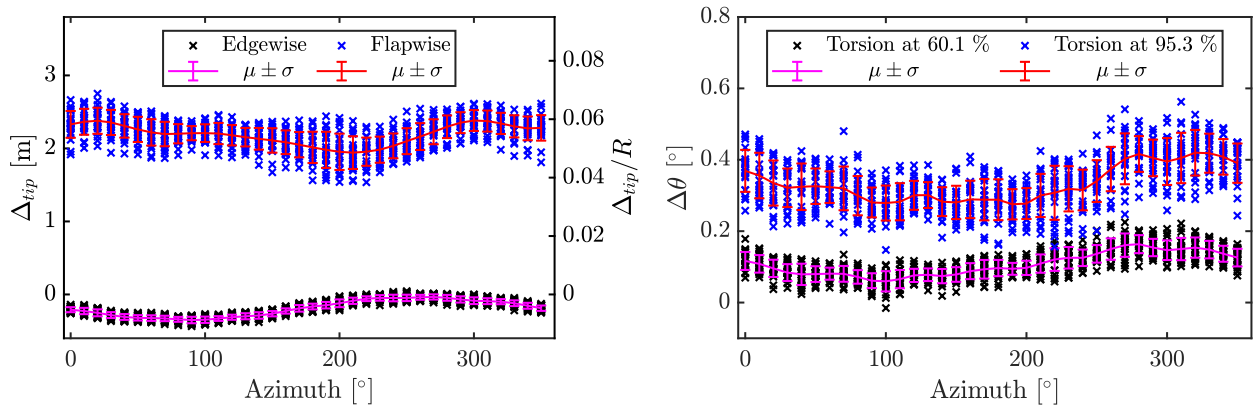 Edgewise Flapwise
μ ± σ μ ± σ
3
2
1
0
Δtip [m]
0.08
0.06
0.04
0.02
0
Δtip/R
0 100 200 300
Azimuth [°]
Torsion at 60.1 % Torsion at 95.3 %
μ ± σ μ ± σ
0.8
0.6
0.4
0.2
0
Δθ [°]
0 100 200 300
Azimuth [°]